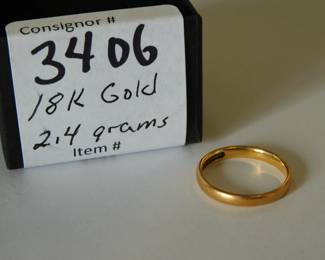 Consignor #
3406
18K Gold
2.4 grams
Item #